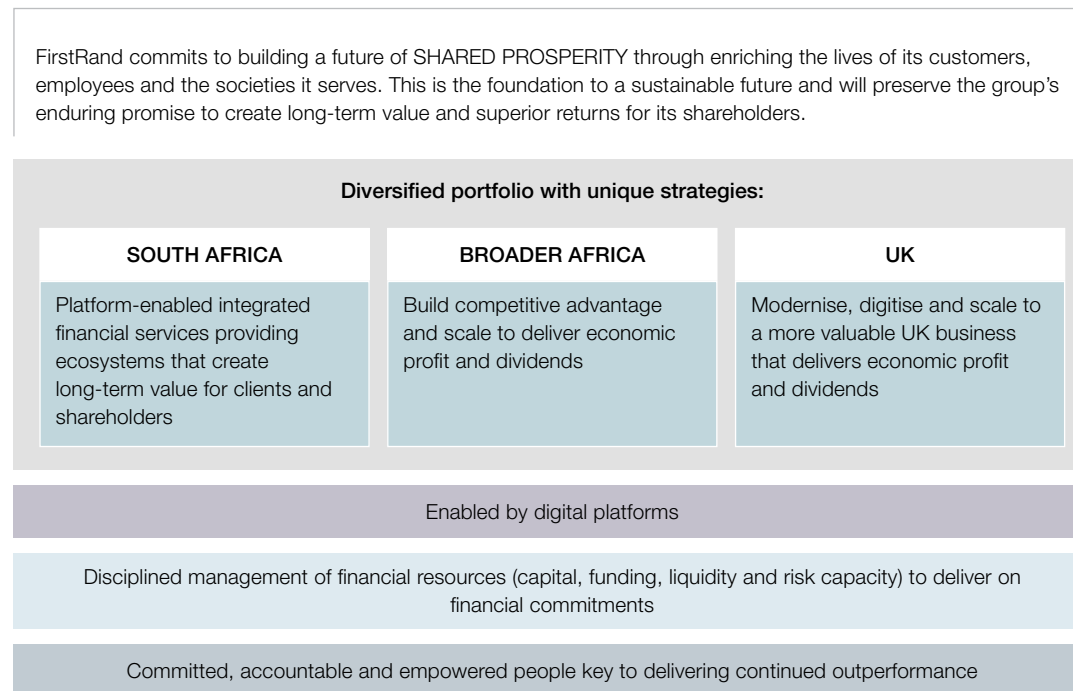 FirstRand commits to building a future of SHARED PROSPERITY through enriching the lives of its customers,
employees and the societies it serves. This is the foundation to a sustainable future and will preserve the group's
enduring promise to create long-term value and superior returns for its shareholders.
Diversified portfolio with unique strategies:
SOUTH AFRICA
Platform-enabled integrated
financial services providing
ecosystems that create
long-term value for clients and
shareholders
BROADER AFRICA
Build competitive advantage
and scale to deliver economic
profit and dividends
UK
Modernise, digitise and scale to
a more valuable UK business
that delivers economic profit
and dividends
Enabled by digital platforms
Disciplined management of financial resources (capital, funding, liquidity and risk capacity) to deliver on
financial commitments
Committed, accountable and empowered people key to delivering continued outperformance